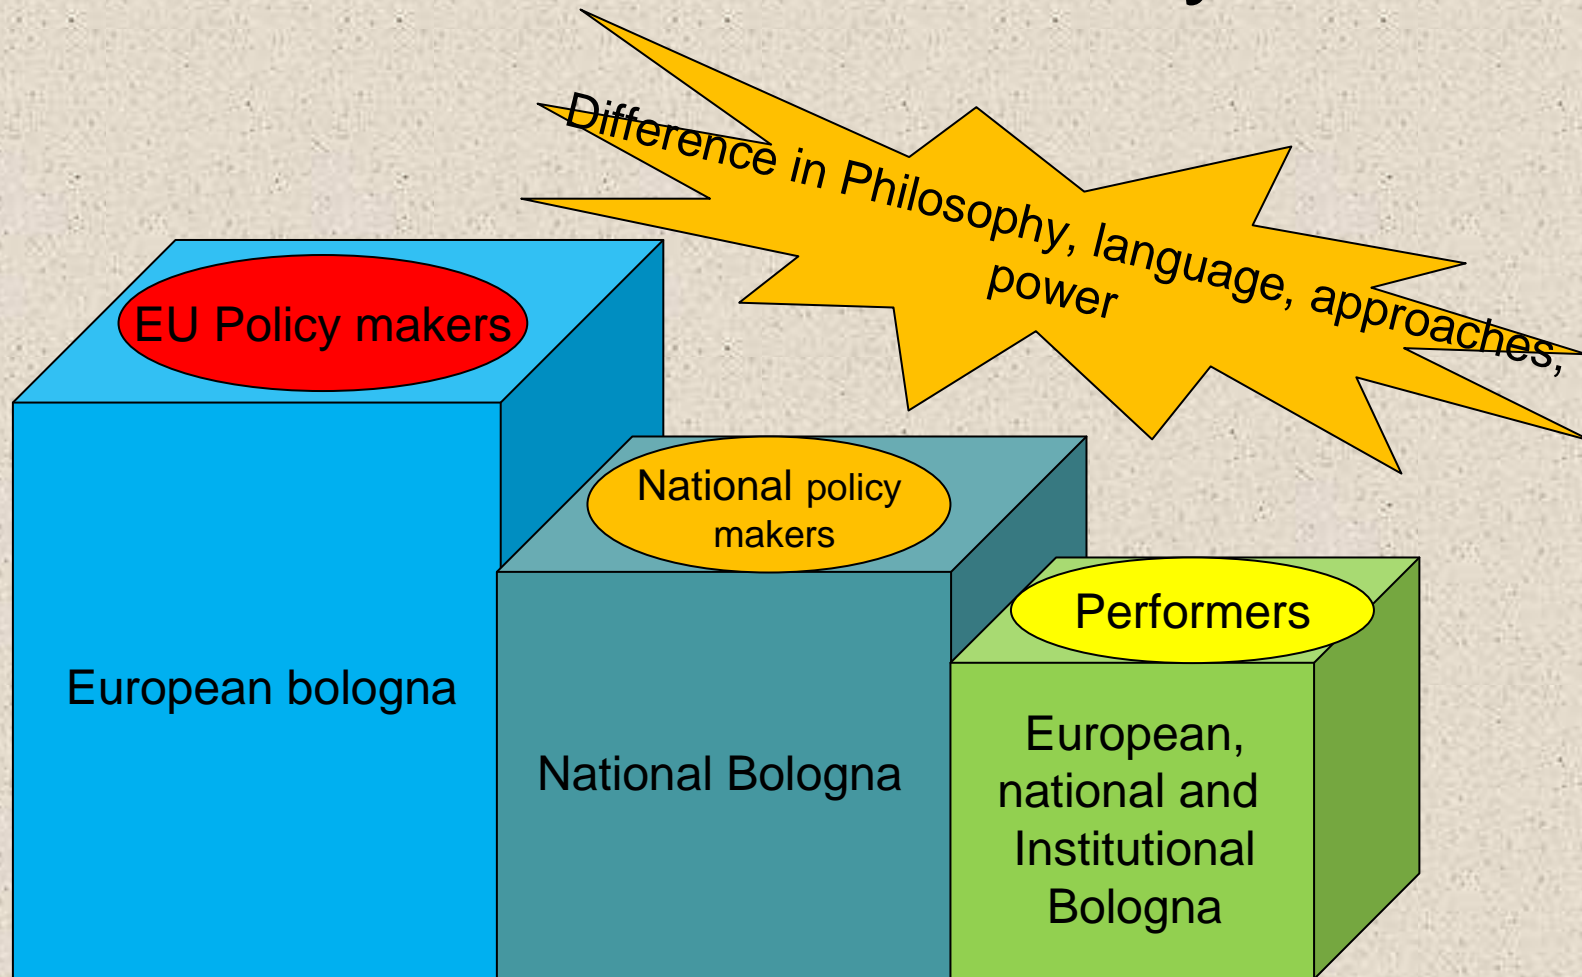 Difference in Philosophy, language, approaches,
power
EU Policy makers
National policy
makers
Performers
European bologna
National Bologna
European,
national and
Institutional
Bologna